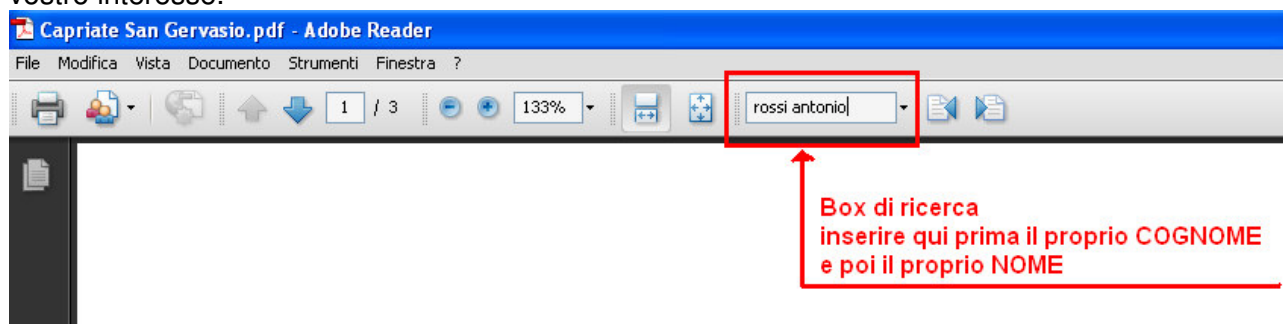 vostro interesse.
Capriate San Gervasio.pdf - Adobe Reader
File Modifica Vista Documento Strumenti Finestra ?
1 / 3 133% rossi antonio
Box di ricerca
inserire qui prima il proprio COGNOME
e poi il proprio NOME